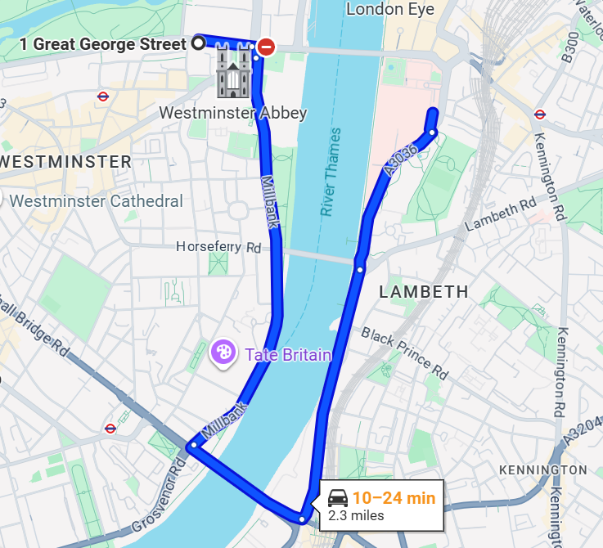 London Eye
1 Great George Street
B300
Westminster Abbey
WESTMINSTER
River Thames
A3036
Kennington Rd
Westminster Cathedral
Millbank
Lambeth Rd
Horseferry Rd
LAMBETH
Bridge Rd
Black Prince Rd
Tate Britain
Kennington Rd
Millbank
A3204
Grosvenor Rd
KENNINGTON
10–24 min
2.3 miles